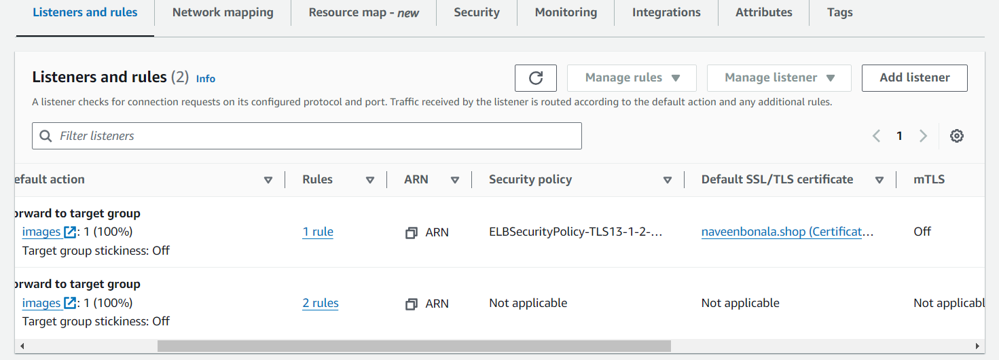 Listeners and rules Network mapping Resource map - new Security Monitoring Integrations Attributes Tags
Listeners and rules (2) Info
Manage rules Manage listener Add listener
A listener checks for connection requests on its configured protocol and port. Traffic received by the listener is routed according to the default action and any additional rules.
Filter listeners
1
efault action Rules ARN Security policy Default SSL/TLS certificate mTLS
orward to target group
images : 1 (100%) 1 rule ARN ELBSecurityPolicy-TLS13-1-2-... naveenbonala.shop (Certificat... Off
Target group stickiness: Off
orward to target group
images : 1 (100%) 2 rules ARN Not applicable Not applicable Not applicabl
Target group stickiness: Off